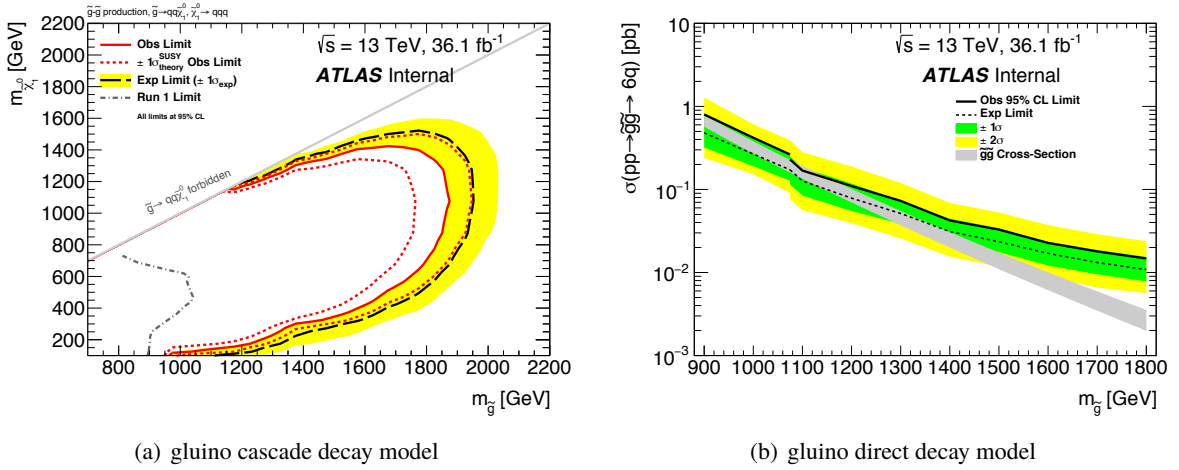 g̃-g̃ production, g̃→qqχ̃₁⁰, χ̃₁⁰→ qqq
√s = 13 TeV, 36.1 fb⁻¹
ATLAS Internal
Obs Limit
± 1σ^SUSY_theory Obs Limit
Exp Limit (± 1σ_exp)
Run 1 Limit
All limits at 95% CL
g̃→ qqχ̃₁⁰ forbidden
m_χ̃₁⁰ [GeV]
2200
2000
1800
1600
1400
1200
1000
800
600
400
200
800 1000 1200 1400 1600 1800 2000 2200
m_g̃ [GeV]
(a) gluino cascade decay model
√s = 13 TeV, 36.1 fb⁻¹
ATLAS Internal
Obs 95% CL Limit
Exp Limit
± 1σ
± 2σ
g̃g̃ Cross-Section
σ(pp→g̃g̃→ 6q) [pb]
10
1
10⁻¹
10⁻²
10⁻³
900 1000 1100 1200 1300 1400 1500 1600 1700 1800
m_g̃ [GeV]
(b) gluino direct decay model